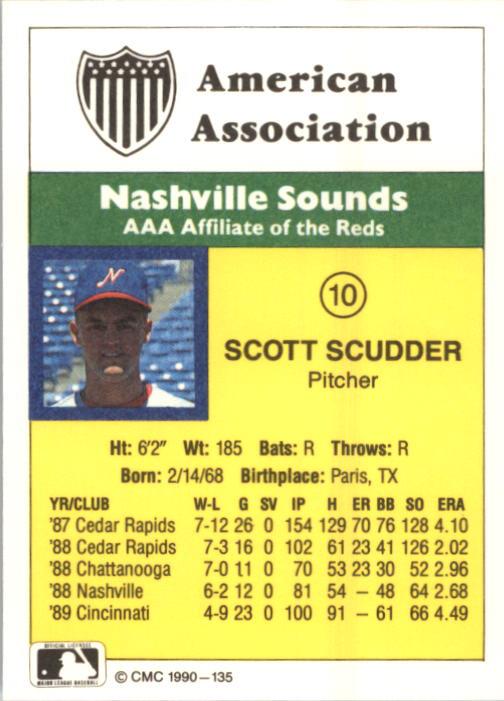 American
Association
Nashville Sounds
AAA Affiliate of the Reds
N
10
SCOTT SCUDDER
Pitcher
Ht: 6'2" Wt: 185 Bats: R Throws: R
Born: 2/14/68 Birthplace: Paris, TX
YR/CLUB W-L G SV IP H ER BB SO ERA
'87 Cedar Rapids 7-12 26 0 154 129 70 76 128 4.10
'88 Cedar Rapids 7-3 16 0 102 61 23 41 126 2.02
'88 Chattanooga 7-0 11 0 70 53 23 30 52 2.96
'88 Nashville 6-2 12 0 81 54 — 48 64 2.68
'89 Cincinnati 4-9 23 0 100 91 — 61 66 4.49
OFFICIAL LICENSEE
MAJOR LEAGUE BASEBALL
© CMC 1990—135